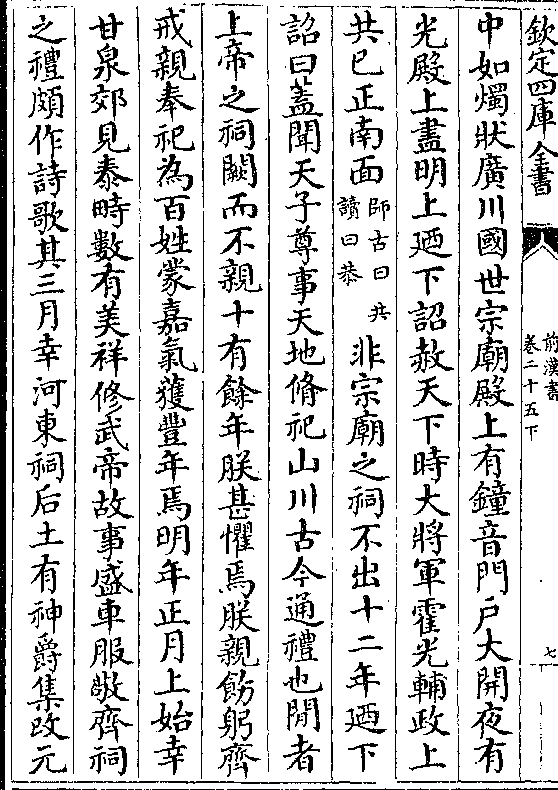 欽定四庫全書
前漢書
卷二十五下
七
中如燭狀廣川國世宗廟殿上有鐘音門戶大開夜有
光殿上盡明上廼下詔赦天下時大將軍霍光輔政上
共已正南面師古曰共讀曰恭非宗廟之祠不出十二年廼下
詔曰蓋聞天子尊事天地脩祀山川古今通禮也閒者
上帝之祠闕而不親十有餘年朕甚懼焉朕親飭躬齊
戒親奉祀為百姓蒙嘉氣獲豐年焉明年正月上始幸
甘泉郊見泰畤數有美祥修武帝故事盛車服敬齊祠
之禮頗作詩歌其三月幸河東祠后土有神爵集改元